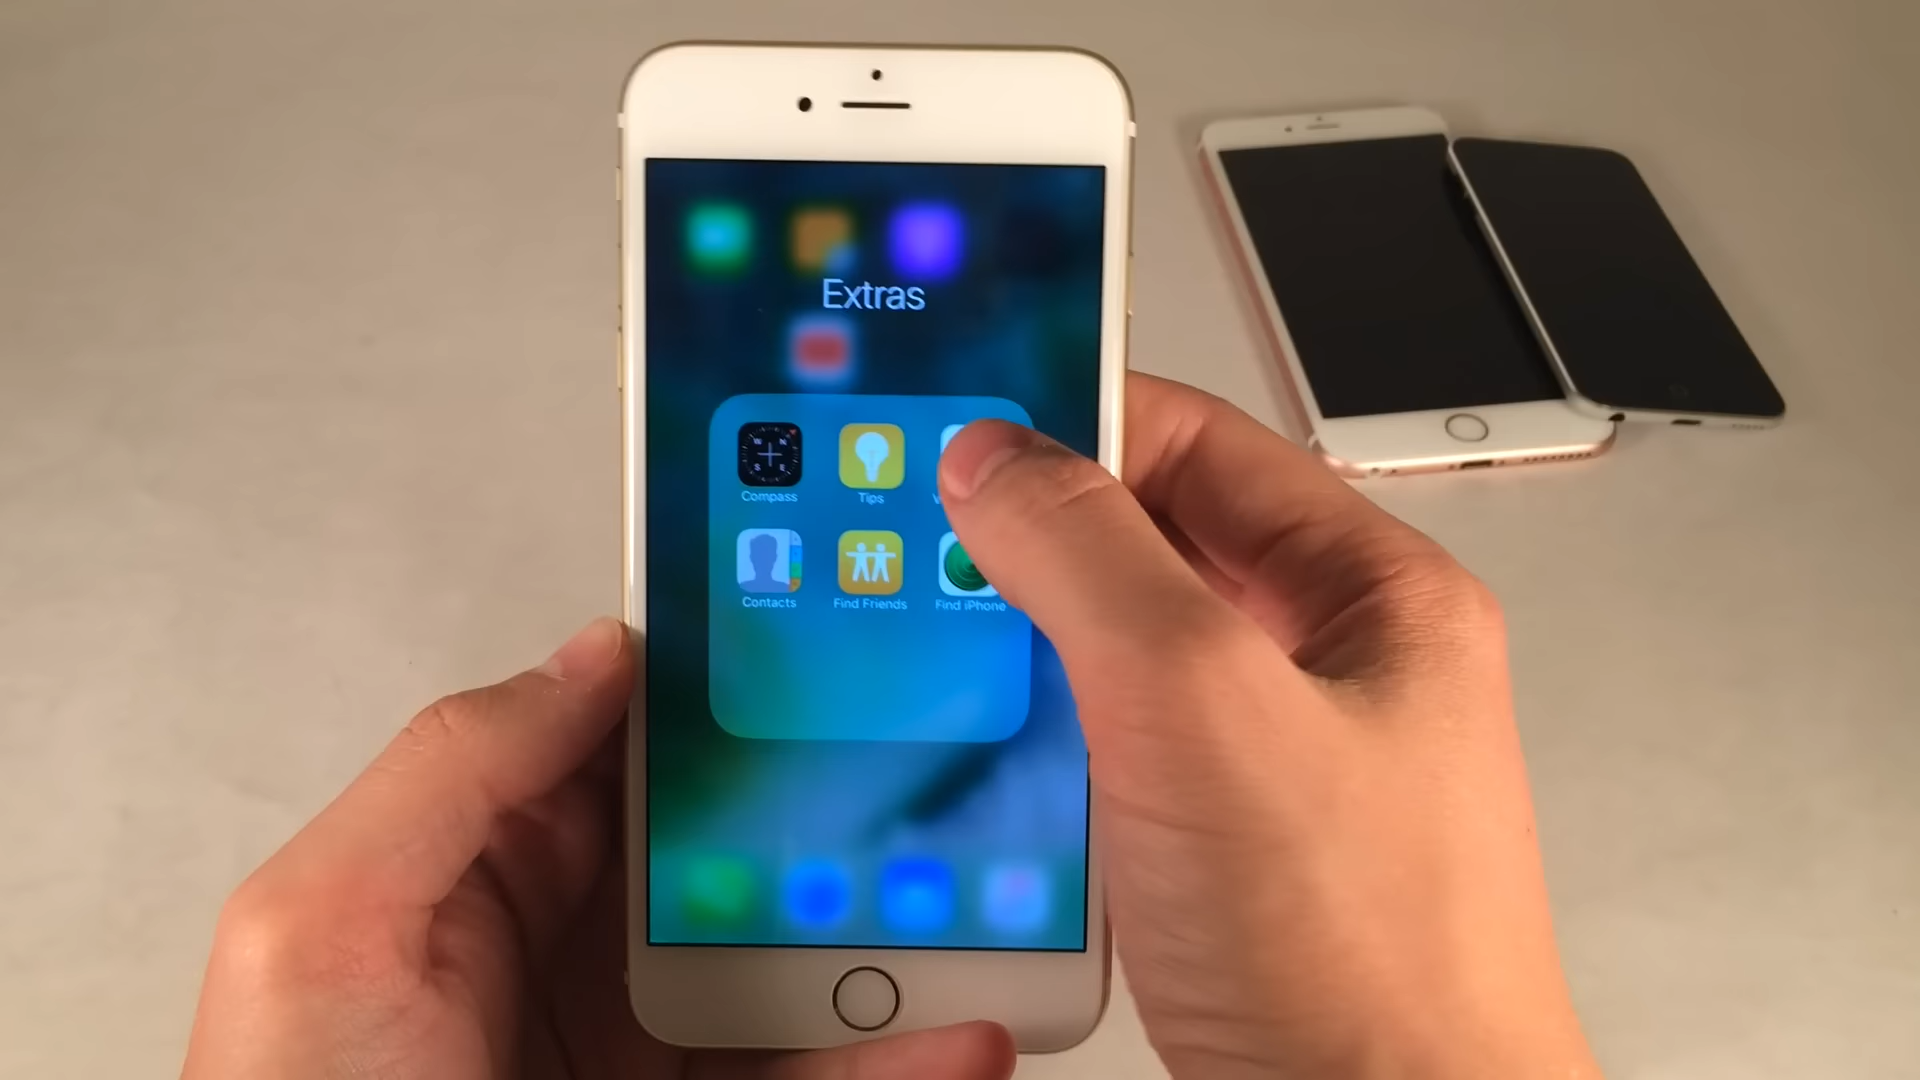 Extras
W N
S E
Compass
Tips
Contacts
Find Friends
Find iPhone